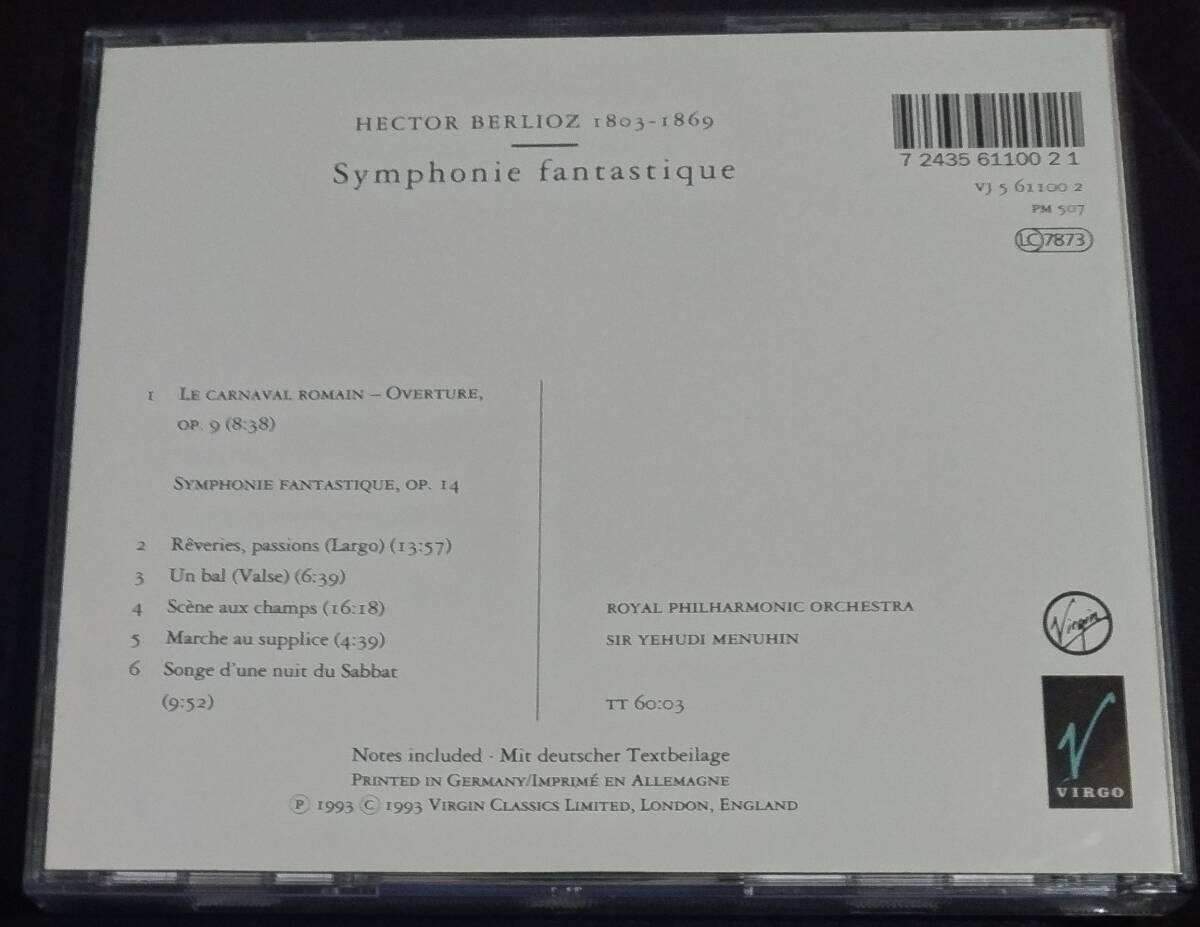 HECTOR BERLIOZ 1803-1869
Symphonie fantastique
7 24356 11002 1
VJ 5 61100 2
PM 507
LC 7873
1 LE CARNAVAL ROMAIN – OVERTURE,
OP. 9 (8:38)
SYMPHONIE FANTASTIQUE, OP. 14
2 Rêveries, passions (Largo) (13:57)
3 Un bal (Valse) (6:39)
4 Scène aux champs (16:18)
5 Marche au supplice (4:39)
6 Songe d'une nuit du Sabbat
(9:52)
ROYAL PHILHARMONIC ORCHESTRA
SIR YEHUDI MENUHIN
TT 60:03
Virgin
VIRGO
Notes included · Mit deutscher Textbeilage
PRINTED IN GERMANY/IMPRIMÉ EN ALLEMAGNE
Ⓟ 1993 © 1993 VIRGIN CLASSICS LIMITED, LONDON, ENGLAND